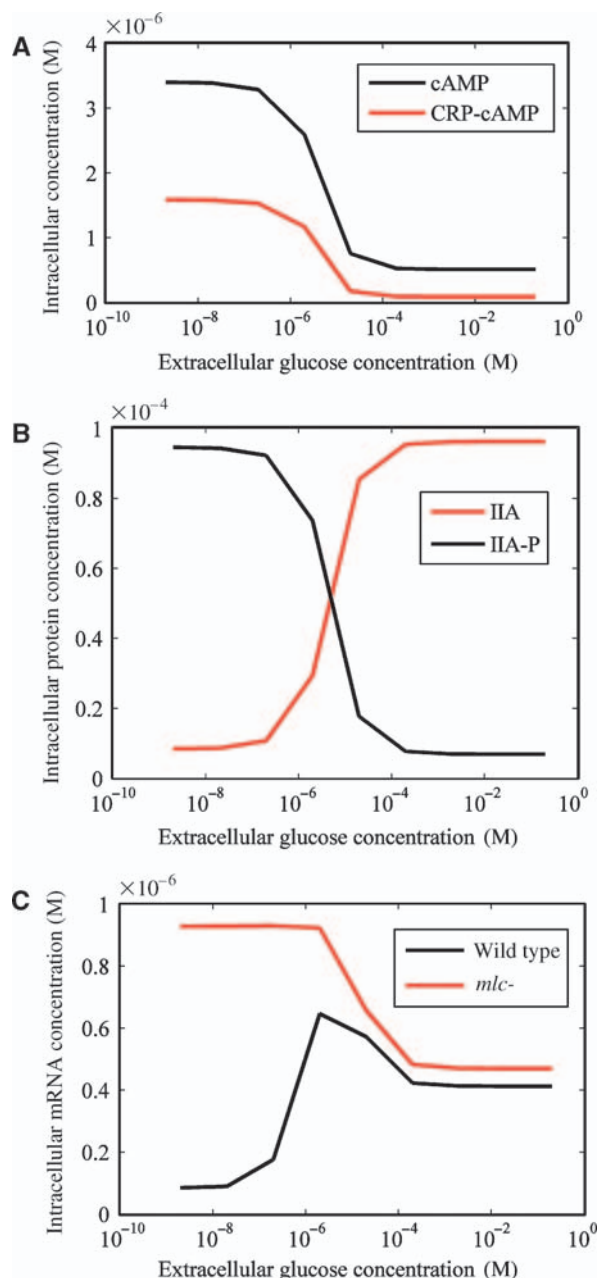 A
×10⁻⁶
Intracellular concentration (M)
4
3
2
1
0
cAMP
CRP-cAMP
10⁻¹⁰ 10⁻⁸ 10⁻⁶ 10⁻⁴ 10⁻² 10⁰
Extracellular glucose concentration (M)
B
×10⁻⁴
Intracellular protein concentration (M)
1
0.8
0.6
0.4
0.2
0
IIA
IIA-P
10⁻¹⁰ 10⁻⁸ 10⁻⁶ 10⁻⁴ 10⁻² 10⁰
Extracellular glucose concentration (M)
C
×10⁻⁶
Intracellular mRNA concentration (M)
1
0.8
0.6
0.4
0.2
0
Wild type
mlc-
10⁻¹⁰ 10⁻⁸ 10⁻⁶ 10⁻⁴ 10⁻² 10⁰
Extracellular glucose concentration (M)